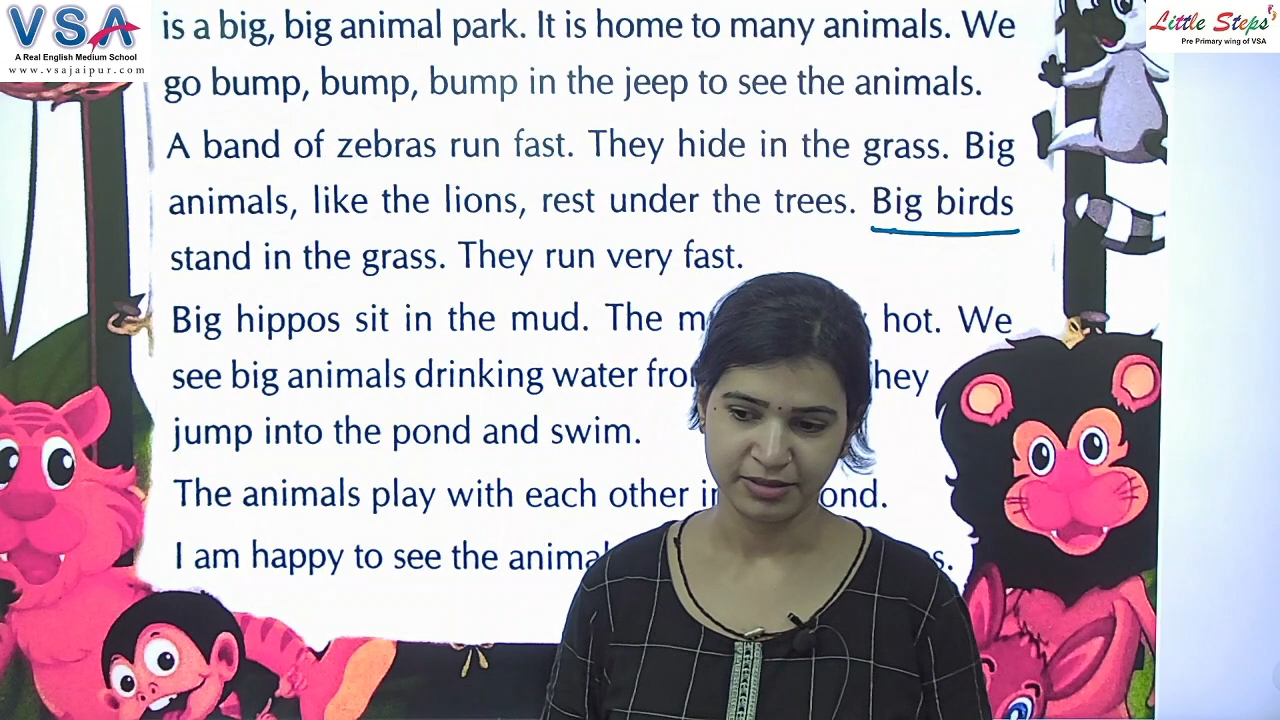 VSA
A Real English Medium School
www.vsajaipur.com
Little Steps
Pre Primary wing of VSA
is a big, big animal park. It is home to many animals. We
go bump, bump, bump in the jeep to see the animals.
A band of zebras run fast. They hide in the grass. Big
animals, like the lions, rest under the trees. Big birds
stand in the grass. They run very fast.
Big hippos sit in the mud. The hot. We
see big animals drinking water
jump into the pond and swim.
The animals play with each other
I am happy to see the